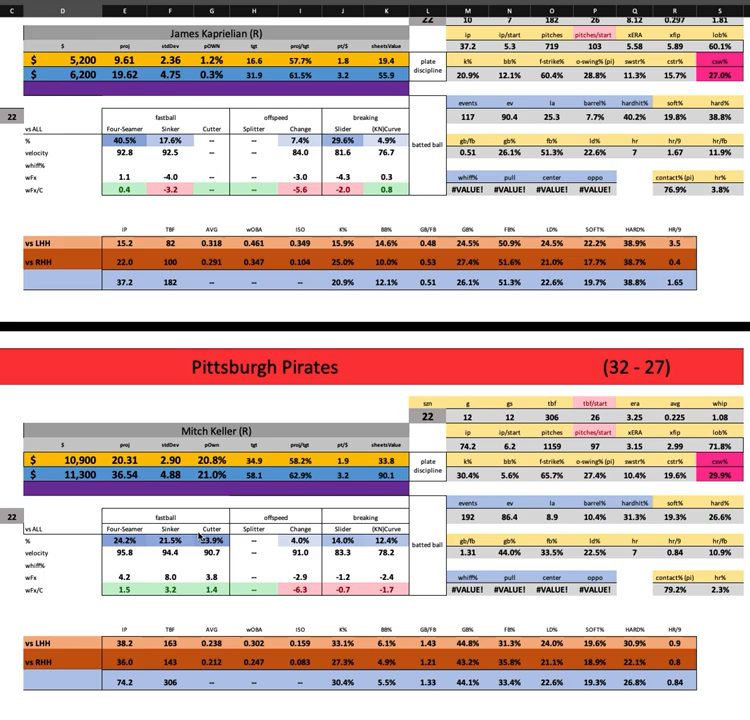 C D E F G H I J K L M N O P Q R S
22 10 7 182 26 8.12 0.297 1.81
James Kaprielian (R) ip ip/start pitches pitches/start xERA xfip lob%
$ proj stdDev pOWN tgt proj/tgt pt/$ sheetsValue 37.2 5.3 719 103 5.58 5.89 60.1%
$ 5,200 9.61 2.36 1.2% 16.6 57.7% 1.8 19.4 plate discipline k% bb% f-strike% o-swing% (pi) swstr% cstr% csw%
$ 6,200 19.62 4.75 0.3% 31.9 61.5% 3.2 55.9 20.9% 12.1% 60.4% 28.8% 11.3% 15.7% 27.0%
events ev la barrel% hardhit% soft% hard%
22 fastball offspeed breaking 117 90.4 25.3 7.7% 40.2% 19.8% 38.8%
vs ALL Four-Seamer Sinker Cutter Splitter Change Slider (KN)Curve
% 40.5% 17.6% -- -- 7.4% 29.6% 4.9% batted ball gb/fb gb% fb% ld% hr hr/9 hr/fb
velocity 92.8 92.5 -- -- 84.0 81.6 76.7 0.51 26.1% 51.3% 22.6% 7 1.67 11.9%
whiff%
wFx 1.1 -4.0 -- -- -3.0 -4.3 0.3 whiff% pull center oppo contact% (pi) hr%
wFx/C 0.4 -3.2 -- -- -5.6 -2.0 0.8 #VALUE! #VALUE! #VALUE! #VALUE! 76.9% 3.8%
IP TBF AVG wOBA ISO K% BB% GB/FB GB% FB% LD% SOFT% HARD% HR/9
vs LHH 15.2 82 0.318 0.461 0.349 15.9% 14.6% 0.48 24.5% 50.9% 24.5% 22.2% 38.9% 3.5
vs RHH 22.0 100 0.291 0.347 0.104 25.0% 10.0% 0.53 27.4% 51.6% 21.0% 17.7% 38.7% 0.4
37.2 182 -- -- -- 20.9% 12.1% 0.51 26.1% 51.3% 22.6% 19.7% 38.8% 1.65
Pittsburgh Pirates (32 - 27)
szn g gs tbf tbf/start era avg whip
22 12 12 306 26 3.25 0.225 1.08
Mitch Keller (R) ip ip/start pitches pitches/start xERA xfip lob%
$ proj stdDev pOwn tgt proj/tgt pt/$ sheetsValue 74.2 6.2 1159 97 3.15 2.99 71.8%
$ 10,900 20.31 2.90 20.8% 34.9 58.2% 1.9 33.8 plate discipline k% bb% f-strike% o-swing% (pi) swstr% cstr% csw%
$ 11,300 36.54 4.88 21.0% 58.1 62.9% 3.2 90.1 30.4% 5.6% 65.7% 27.4% 10.4% 19.6% 29.9%
events ev la barrel% hardhit% soft% hard%
22 fastball offspeed breaking 192 86.4 8.9 10.4% 31.3% 19.3% 26.6%
vs ALL Four-Seamer Sinker Cutter Splitter Change Slider (KN)Curve
% 24.2% 21.5% 23.9% -- 4.0% 14.0% 12.4% batted ball gb/fb gb% fb% ld% hr hr/9 hr/fb
velocity 95.8 94.4 90.7 -- 91.0 83.3 78.2 1.31 44.0% 33.5% 22.5% 7 0.84 10.9%
whiff%
wFx 4.2 8.0 3.8 -- -2.9 -1.2 -2.4 whiff% pull center oppo contact% (pi) hr%
wFx/C 1.5 3.2 1.4 -- -6.3 -0.7 -1.7 #VALUE! #VALUE! #VALUE! #VALUE! 79.2% 2.3%
IP TBF AVG wOBA ISO K% BB% GB/FB GB% FB% LD% SOFT% HARD% HR/9
vs LHH 38.2 163 0.238 0.302 0.159 33.1% 6.1% 1.43 44.8% 31.3% 24.0% 19.6% 30.9% 0.9
vs RHH 36.0 143 0.212 0.247 0.083 27.3% 4.9% 1.21 43.2% 35.8% 21.1% 18.9% 22.1% 0.8
74.2 306 -- -- -- 30.4% 5.5% 1.33 44.1% 33.4% 22.6% 19.3% 26.8% 0.84